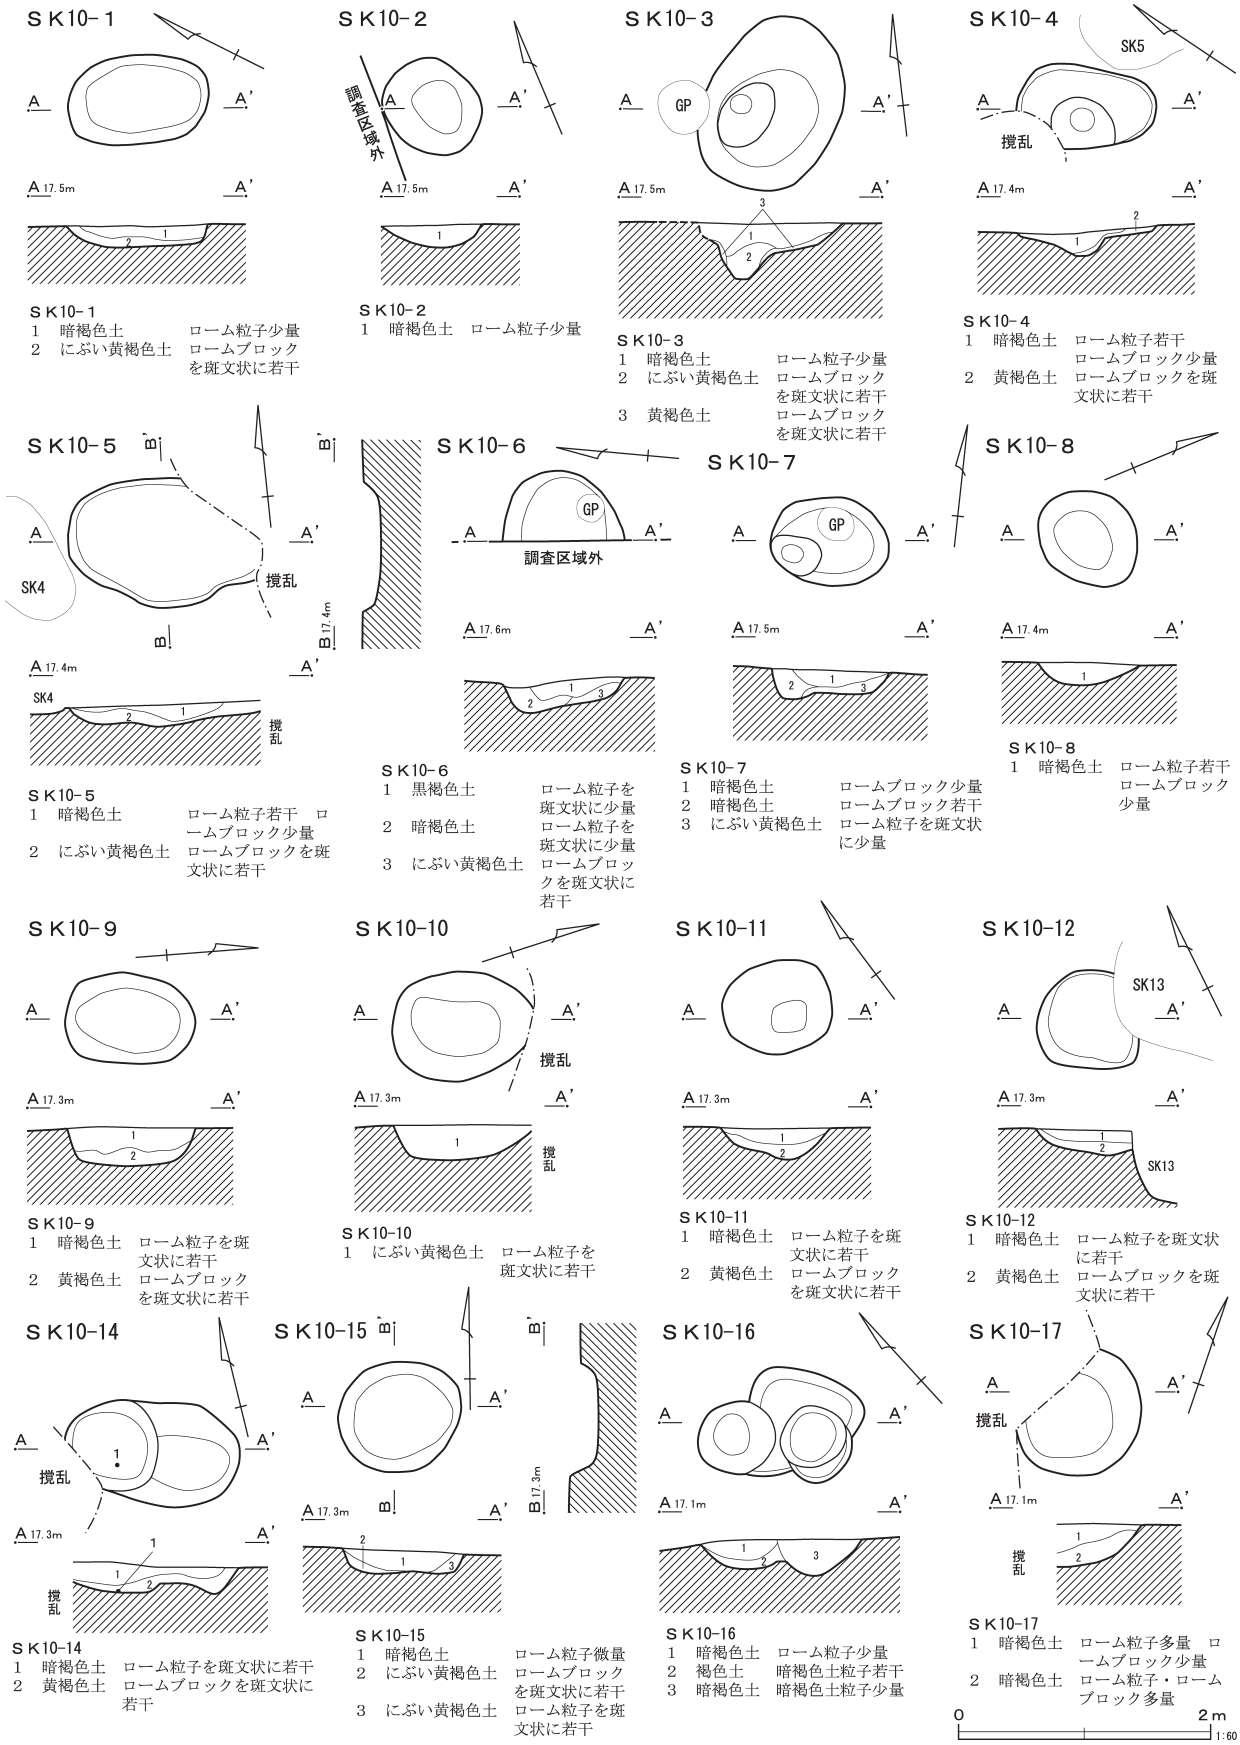 SK10-1
A A'
A 17.5m A'
1
2
SK10-1
1 暗褐色土 ローム粒子少量
2 にぶい黄褐色土 ロームブロック
を斑文状に若干
SK10-2
調査区域外
A A'
A 17.5m A'
1
SK10-2
1 暗褐色土 ローム粒子少量
SK10-3
A GP A'
A 17.5m A'
3
1
2
SK10-3
1 暗褐色土 ローム粒子少量
2 にぶい黄褐色土 ロームブロック
を斑文状に若干
3 黄褐色土 ロームブロック
を斑文状に若干
SK10-4
SK5
A A'
撹乱
A 17.4m A'
2
1
SK10-4
1 暗褐色土 ローム粒子若干
ロームブロック少量
2 黄褐色土 ロームブロックを斑
文状に若干
SK10-5
B'
A A'
SK4
撹乱
B
B'
B 17.4m
A 17.4m A'
SK4
2 1
撹乱
SK10-5
1 暗褐色土 ローム粒子若干 ロ
ームブロック少量
2 にぶい黄褐色土 ロームブロックを斑
文状に若干
SK10-6
GP
A A'
調査区域外
A 17.6m A'
1
2 3
SK10-6
1 黒褐色土 ローム粒子を
斑文状に少量
2 暗褐色土 ローム粒子を
斑文状に少量
3 にぶい黄褐色土 ロームブロッ
クを斑文状に
若干
SK10-7
GP
A A'
A 17.5m A'
1
2 3
SK10-7
1 暗褐色土 ロームブロック少量
2 暗褐色土 ロームブロック若干
3 にぶい黄褐色土 ローム粒子を斑文状
に少量
SK10-8
A A'
A 17.4m A'
1
SK10-8
1 暗褐色土 ローム粒子若干
ロームブロック
少量
SK10-9
A A'
A 17.3m A'
1
2
SK10-9
1 暗褐色土 ローム粒子を斑
文状に若干
2 黄褐色土 ロームブロック
を斑文状に若干
SK10-10
A A'
撹乱
A 17.3m A'
1
撹乱
SK10-10
1 にぶい黄褐色土 ローム粒子を
斑文状に若干
SK10-11
A A'
A 17.3m A'
1
2
SK10-11
1 暗褐色土 ローム粒子を斑
文状に若干
2 黄褐色土 ロームブロック
を斑文状に若干
SK10-12
SK13
A A'
A 17.3m A'
1
2
SK13
SK10-12
1 暗褐色土 ローム粒子を斑文状
に若干
2 黄褐色土 ロームブロックを斑
文状に若干
SK10-14
A 1 A'
撹乱
A 17.3m A'
1
1
2
撹乱
SK10-14
1 暗褐色土 ローム粒子を斑文状に若干
2 黄褐色土 ロームブロックを斑文状に
若干
SK10-15
B'
A A'
B
B'
B 17.3m
A 17.3m A'
2
1 3
SK10-15
1 暗褐色土 ローム粒子微量
2 にぶい黄褐色土 ロームブロック
を斑文状に若干
3 にぶい黄褐色土 ローム粒子を斑
文状に若干
SK10-16
A A'
A 17.1m A'
1
2 3
SK10-16
1 暗褐色土 ローム粒子少量
2 褐色土 暗褐色土粒子若干
3 暗褐色土 暗褐色土粒子少量
SK10-17
A A'
撹乱
A 17.1m A'
1
2
撹乱
SK10-17
1 暗褐色土 ローム粒子多量 ロ
ームブロック少量
2 暗褐色土 ローム粒子・ローム
ブロック多量
0 2m
1:60